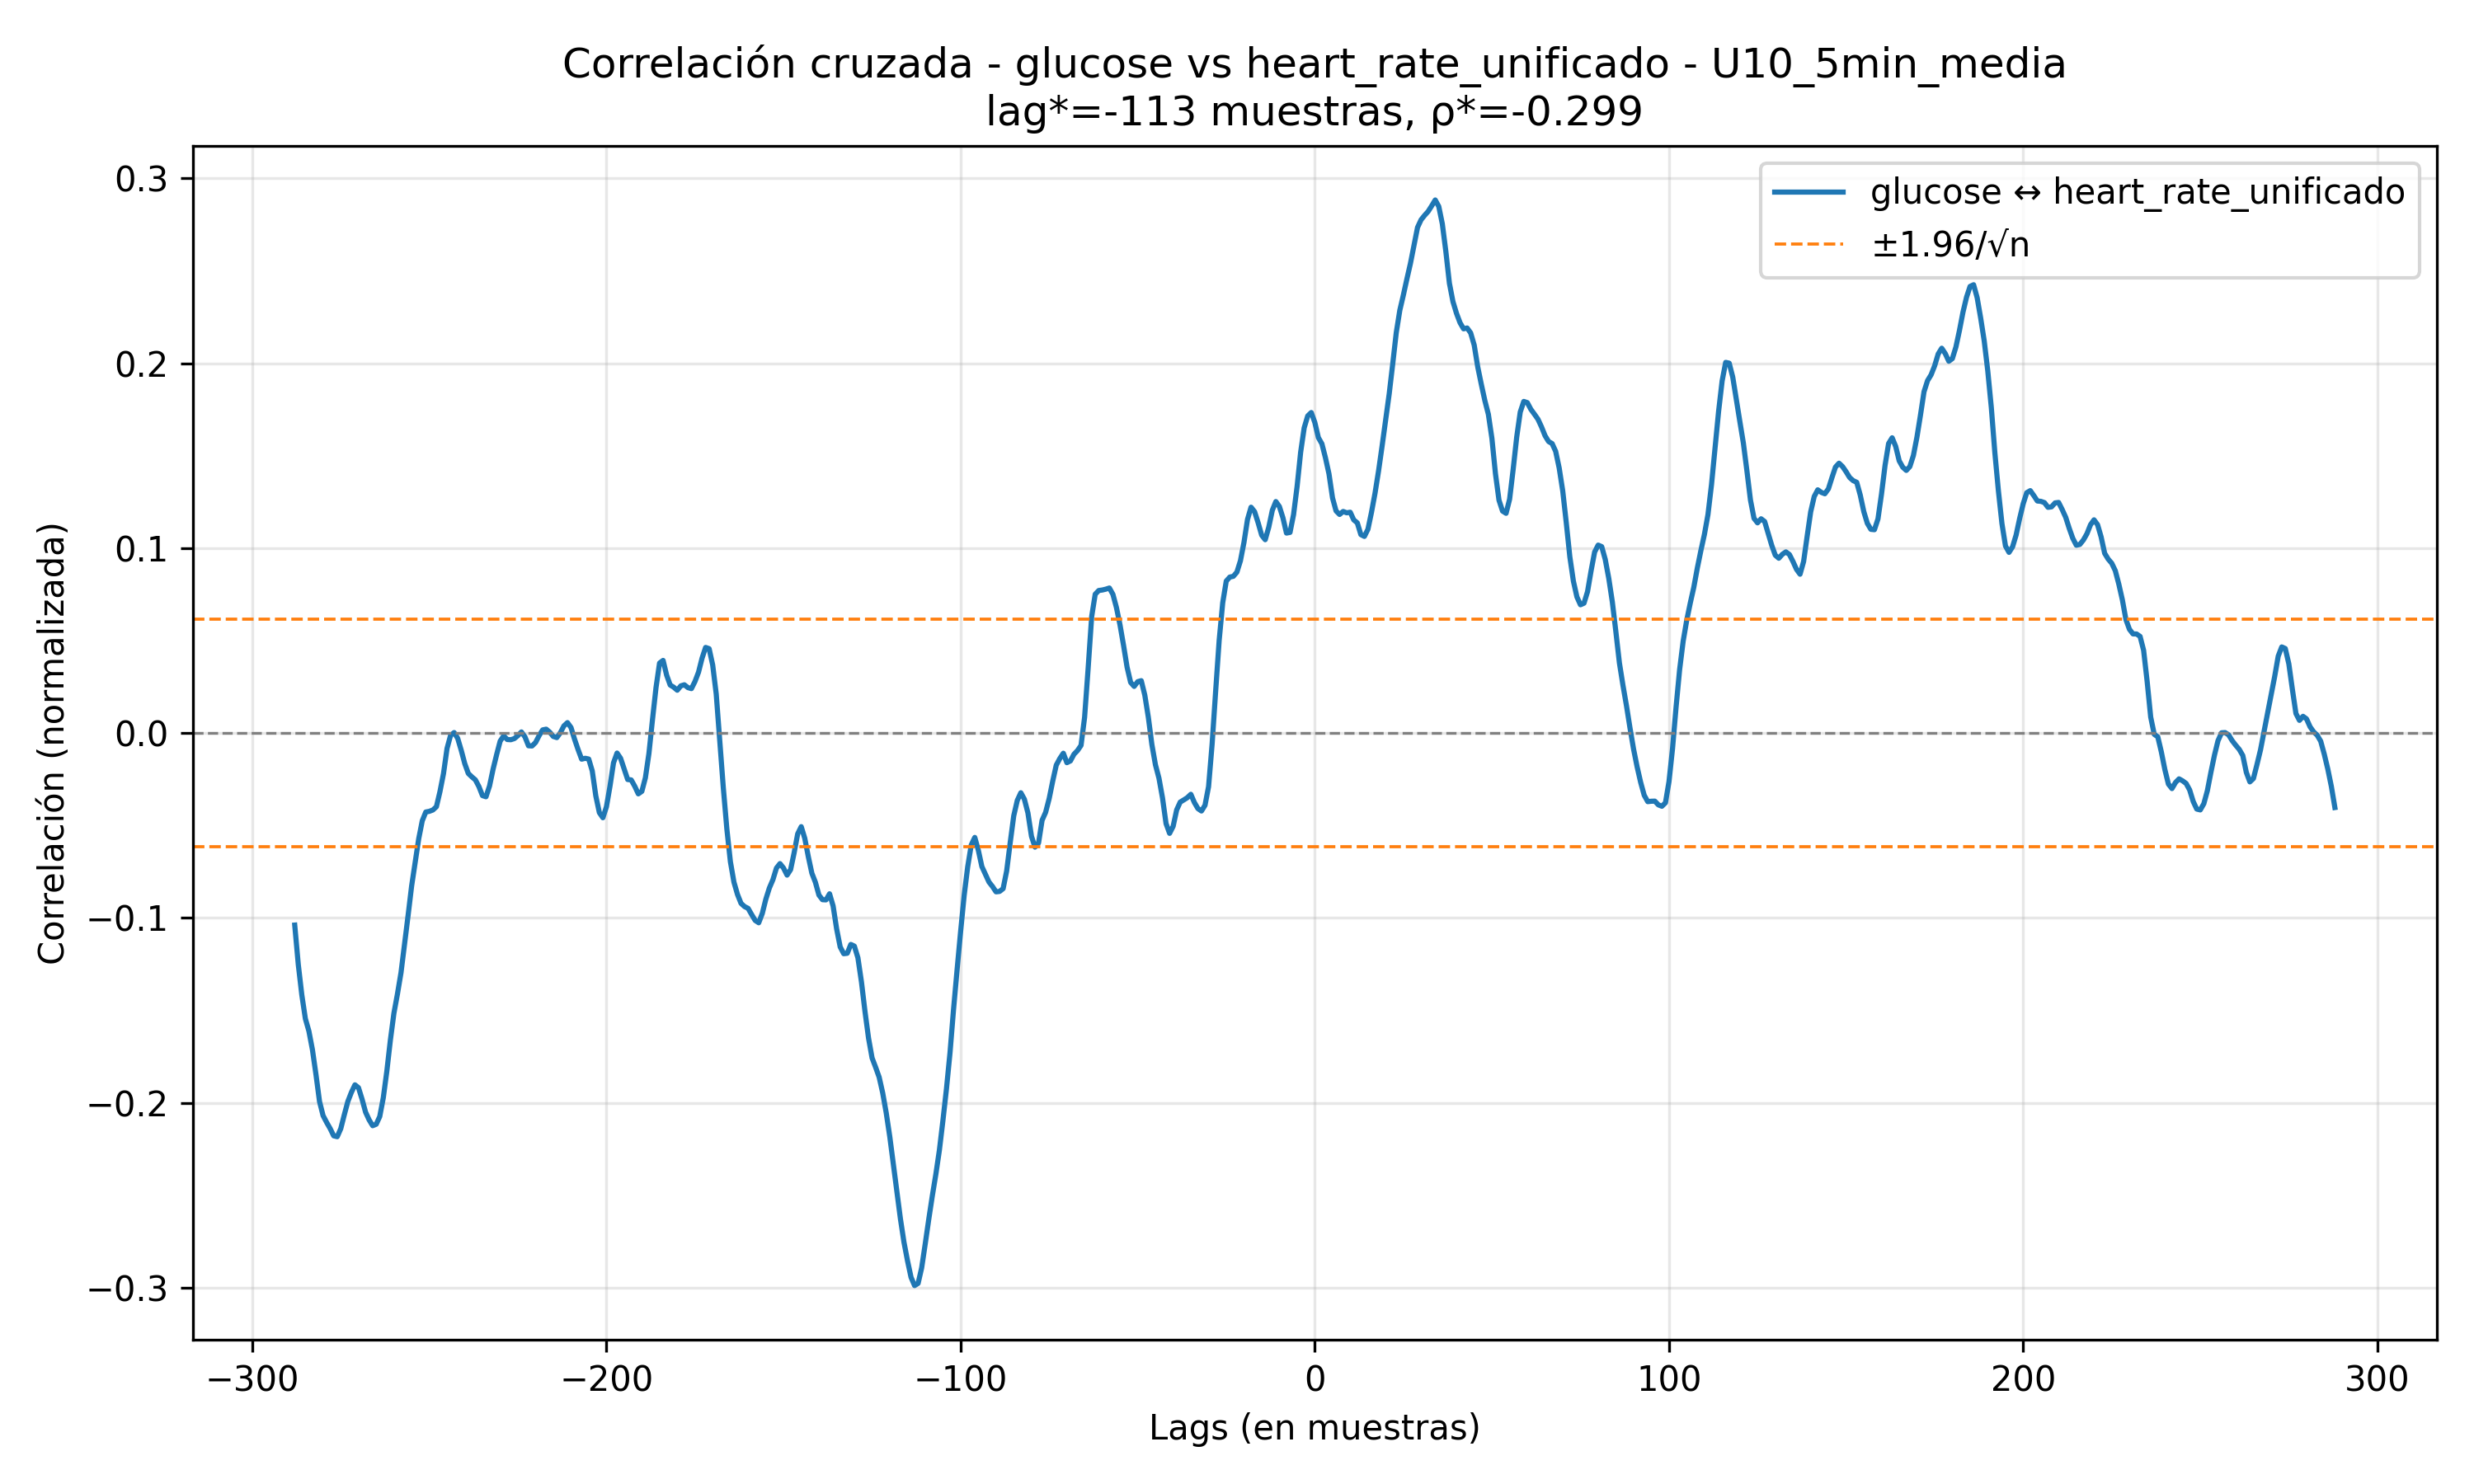 Correlación cruzada - glucose vs heart_rate_unificado - U10_5min_media
lag*=-113 muestras, ρ*=-0.299
glucose ↔ heart_rate_unificado
±1.96/√n
Correlación (normalizada)
0.3
0.2
0.1
0.0
−0.1
−0.2
−0.3
−300
−200
−100
0
100
200
300
Lags (en muestras)